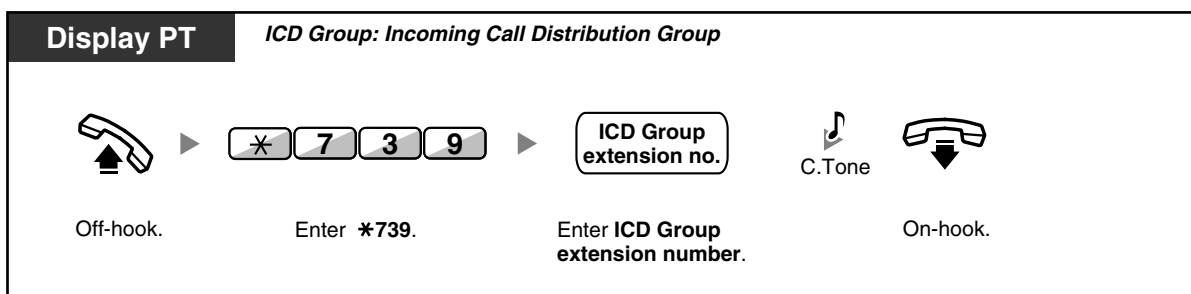 Display PT
ICD Group: Incoming Call Distribution Group
* 7 3 9
ICD Group
extension no.
C.Tone
Off-hook.
Enter *739.
Enter ICD Group
extension number.
On-hook.